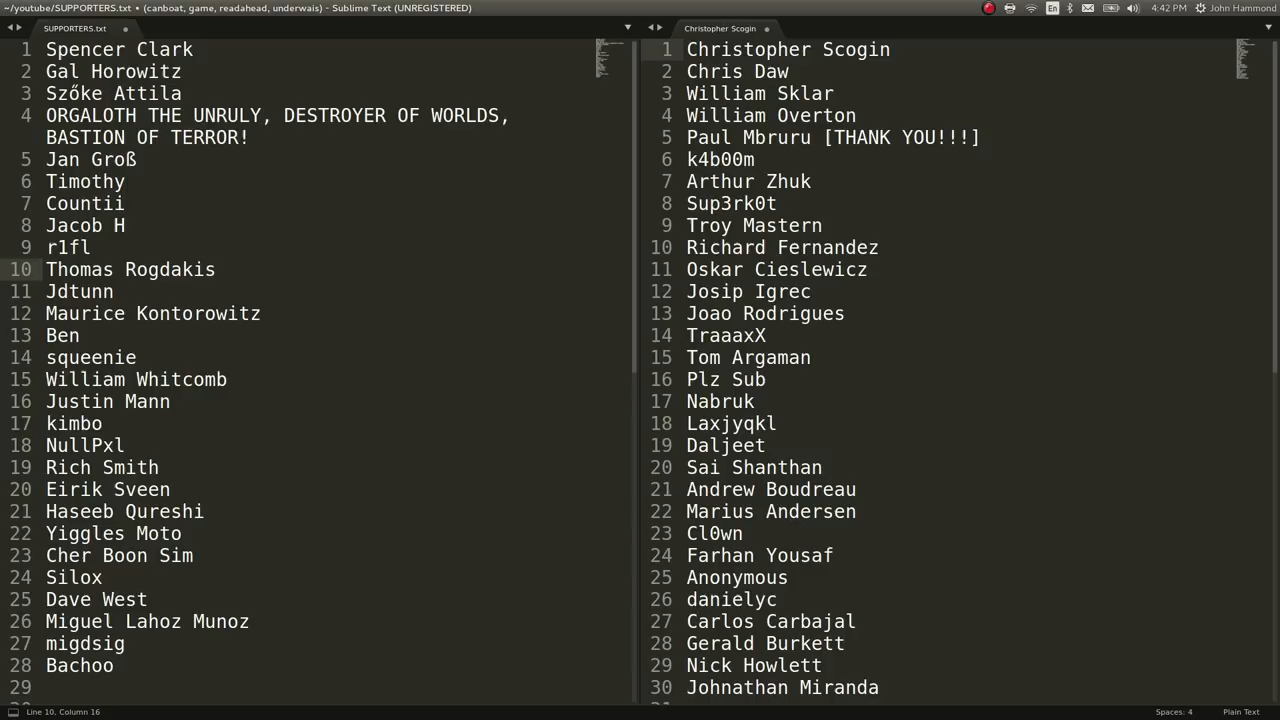 ~/youtube/SUPPORTERS.txt • (canboat, game, readahead, underwais) - Sublime Text (UNREGISTERED)
En
4:42 PM
John Hammond
SUPPORTERS.txt
1 Spencer Clark
2 Gal Horowitz
3 Szőke Attila
4 ORGALOTH THE UNRULY, DESTROYER OF WORLDS,
BASTION OF TERROR!
5 Jan Groß
6 Timothy
7 Countii
8 Jacob H
9 r1fl
10 Thomas Rogdakis
11 Jdtunn
12 Maurice Kontorowitz
13 Ben
14 squeenie
15 William Whitcomb
16 Justin Mann
17 kimbo
18 NullPxl
19 Rich Smith
20 Eirik Sveen
21 Haseeb Qureshi
22 Yiggles Moto
23 Cher Boon Sim
24 Silox
25 Dave West
26 Miguel Lahoz Munoz
27 migdsig
28 Bachoo
29
Christopher Scogin
1 Christopher Scogin
2 Chris Daw
3 William Sklar
4 William Overton
5 Paul Mbruru [THANK YOU!!!]
6 k4b00m
7 Arthur Zhuk
8 Sup3rk0t
9 Troy Mastern
10 Richard Fernandez
11 Oskar Cieslewicz
12 Josip Igrec
13 Joao Rodrigues
14 TraaaxX
15 Tom Argaman
16 Plz Sub
17 Nabruk
18 Laxjyqkl
19 Daljeet
20 Sai Shanthan
21 Andrew Boudreau
22 Marius Andersen
23 Cl0wn
24 Farhan Yousaf
25 Anonymous
26 danielyc
27 Carlos Carbajal
28 Gerald Burkett
29 Nick Howlett
30 Johnathan Miranda
Line 10, Column 16
Spaces: 4
Plain Text